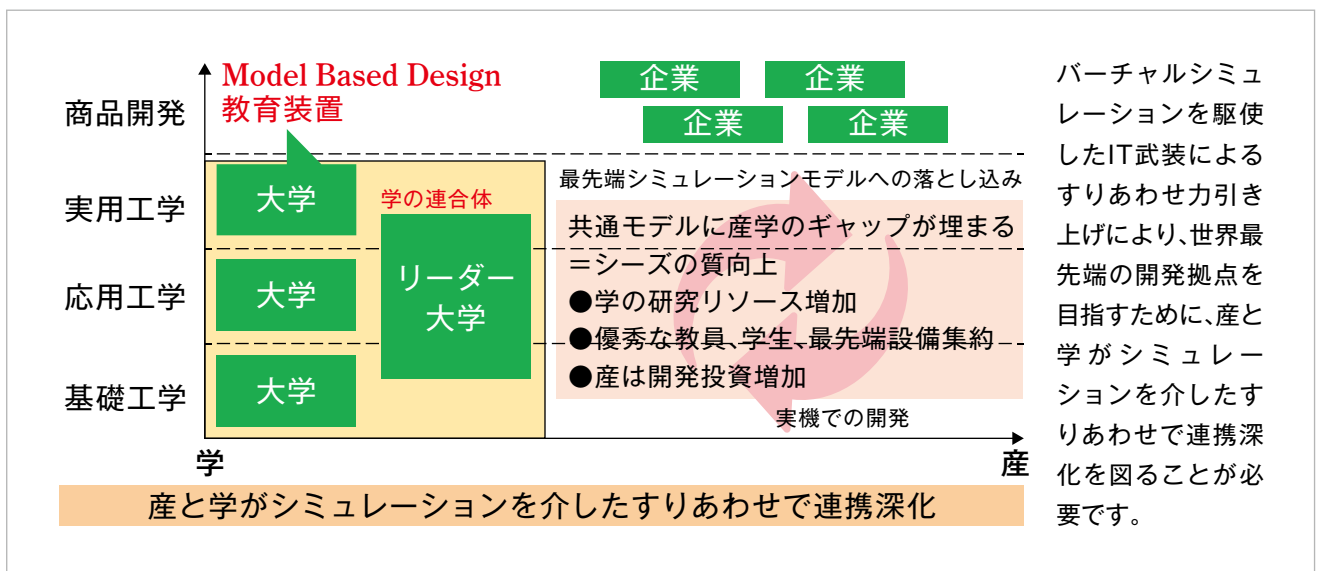 Model Based Design
教育装置
商品開発
実用工学
応用工学
基礎工学
大学
大学
大学
学の連合体
リーダー
大学
企業
企業
企業
企業
最先端シミュレーションモデルへの落とし込み
共通モデルに産学のギャップが埋まる
＝シーズの質向上
●学の研究リソース増加
●優秀な教員、学生、最先端設備集約
●産は開発投資増加
実機での開発
学
産
産と学がシミュレーションを介したすりあわせで連携深化
バーチャルシミュ
レーションを駆使
したIT武装による
すりあわせ力引き
上げにより、世界最
先端の開発拠点を
目指すために、産と
学がシミュレー
ションを介したす
りあわせで連携深
化を図ることが必
要です。